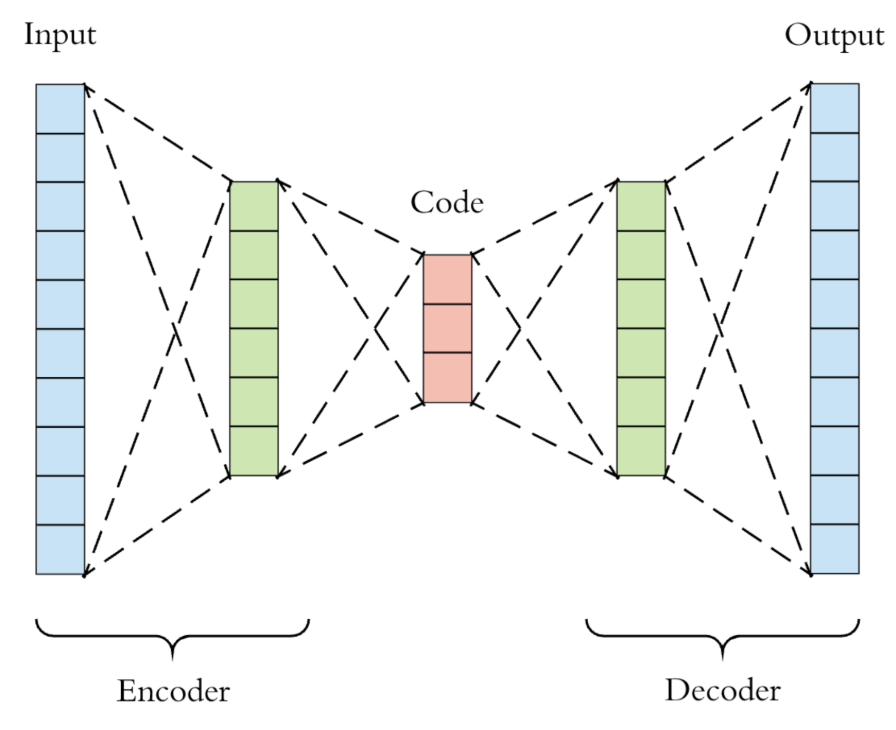 Input
Output
Code
Encoder
Decoder